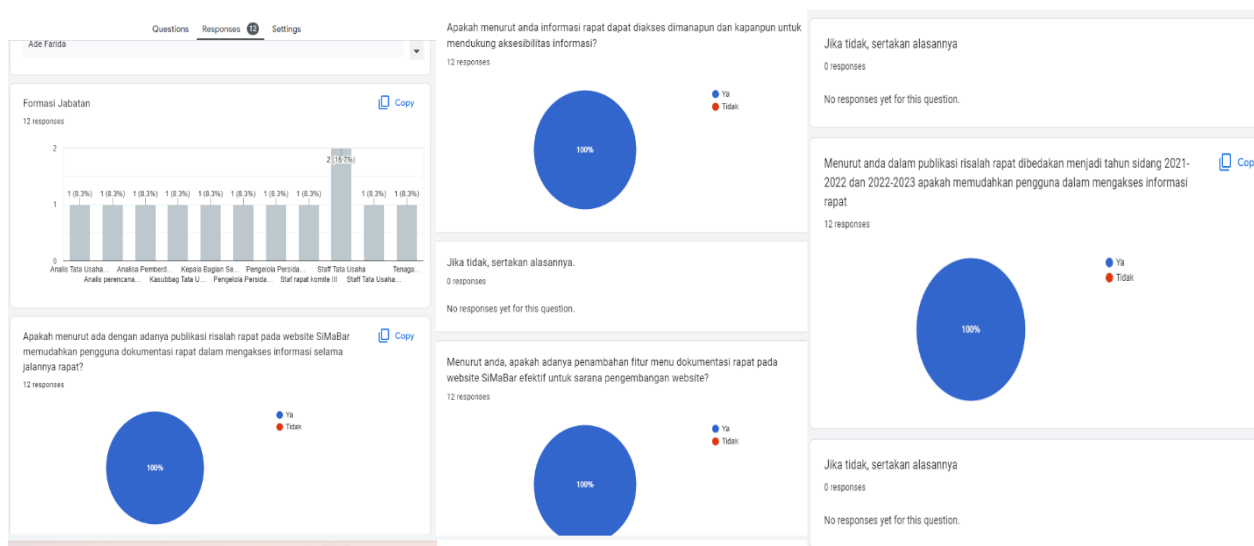 Questions Responses 12 Settings
Ade Farida
Formasi Jabatan
Copy
12 responses
2
1
0
1 (8.3%) 1 (8.3%) 1 (8.3%) 1 (8.3%) 1 (8.3%) 1 (8.3%) 1 (8.3%) 1 (8.3%) 2 (16.7%) 1 (8.3%) 1 (8.3%)
Analis Tata Usaha... Analisa Pemberd... Kepala Bagian Se... Pengelola Persida... Staff Tata Usaha Tenaga...
Analis perencana... Kasubbag Tata U... Pengelola Persida... Staf rapat komite III Staff Tata Usaha...
Apakah menurut ada dengan adanya publikasi risalah rapat pada website SiMaBar
Copy
memudahkan pengguna dokumentasi rapat dalam mengakses informasi selama
jalannya rapat?
12 responses
Ya
Tidak
100%
Apakah menurut anda informasi rapat dapat diakses dimanapun dan kapanpun untuk
mendukung aksesibilitas informasi?
12 responses
Ya
Tidak
100%
Jika tidak, sertakan alasannya.
0 responses
No responses yet for this question.
Menurut anda, apakah adanya penambahan fitur menu dokumentasi rapat pada
website SiMaBar efektif untuk sarana pengembangan website?
12 responses
Ya
Tidak
100%
Jika tidak, sertakan alasannya
0 responses
No responses yet for this question.
Menurut anda dalam publikasi risalah rapat dibedakan menjadi tahun sidang 2021-
Cop
2022 dan 2022-2023 apakah memudahkan pengguna dalam mengakses informasi
rapat
12 responses
Ya
Tidak
100%
Jika tidak, sertakan alasannya
0 responses
No responses yet for this question.